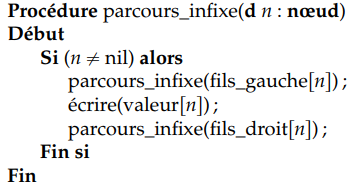 Procédure parcours_infixe(d n : nœud)
Début
Si (n ≠ nil) alors
parcours_infixe(fils_gauche[n]) ;
écrire(valeur[n]) ;
parcours_infixe(fils_droit[n]) ;
Fin si
Fin